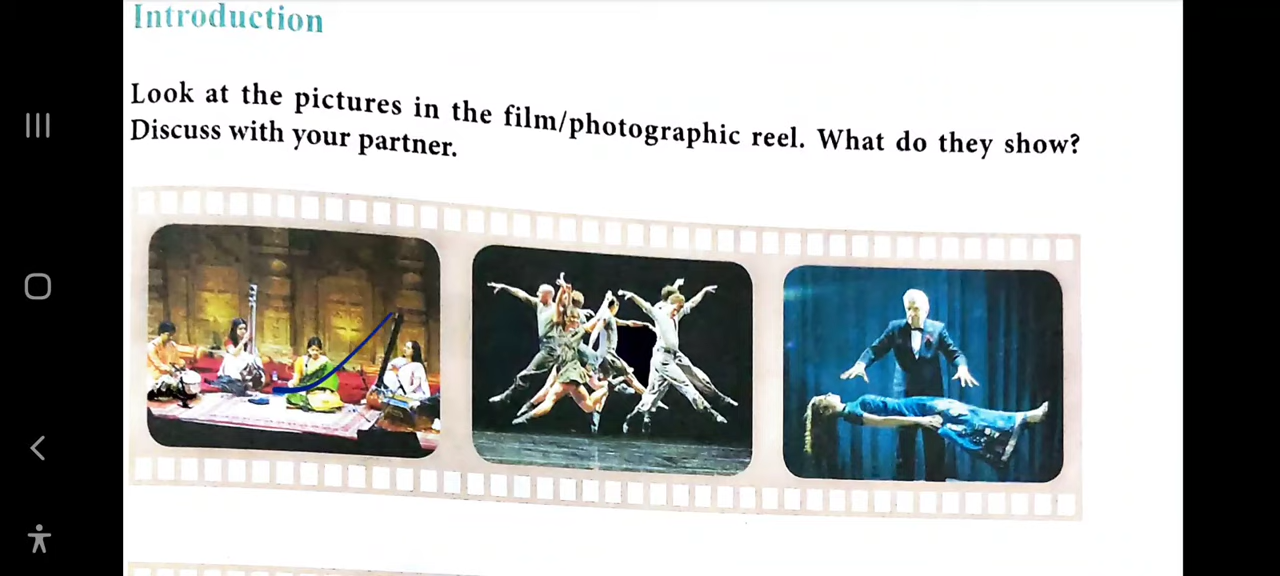 Introduction
Look at the pictures in the film/photographic reel. What do they show?
Discuss with your partner.